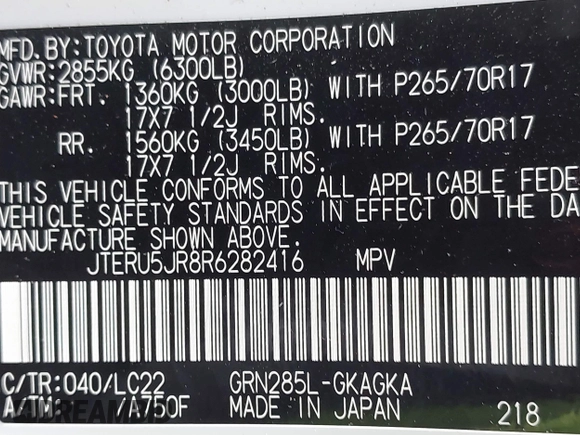 MFD.BY:TOYOTA MOTOR CORPORATION
GVWR:2855KG (6300LB)
GAWR:FRT. 1360KG (3000LB) WITH P265/70R17
17X7 1/2J RIMS.
RR. 1560KG (3450LB) WITH P265/70R17
17X7 1/2J RIMS.
THIS VEHICLE CONFORMS TO ALL APPLICABLE FEDE
VEHICLE SAFETY STANDARDS IN EFFECT ON THE DA
MANUFACTURE SHOWN ABOVE.
JTERU5JR8R6282416 MPV
C/TR:040/LC22 GRN285L-GKAGKA
A/TM: /A750F MADE IN JAPAN 218